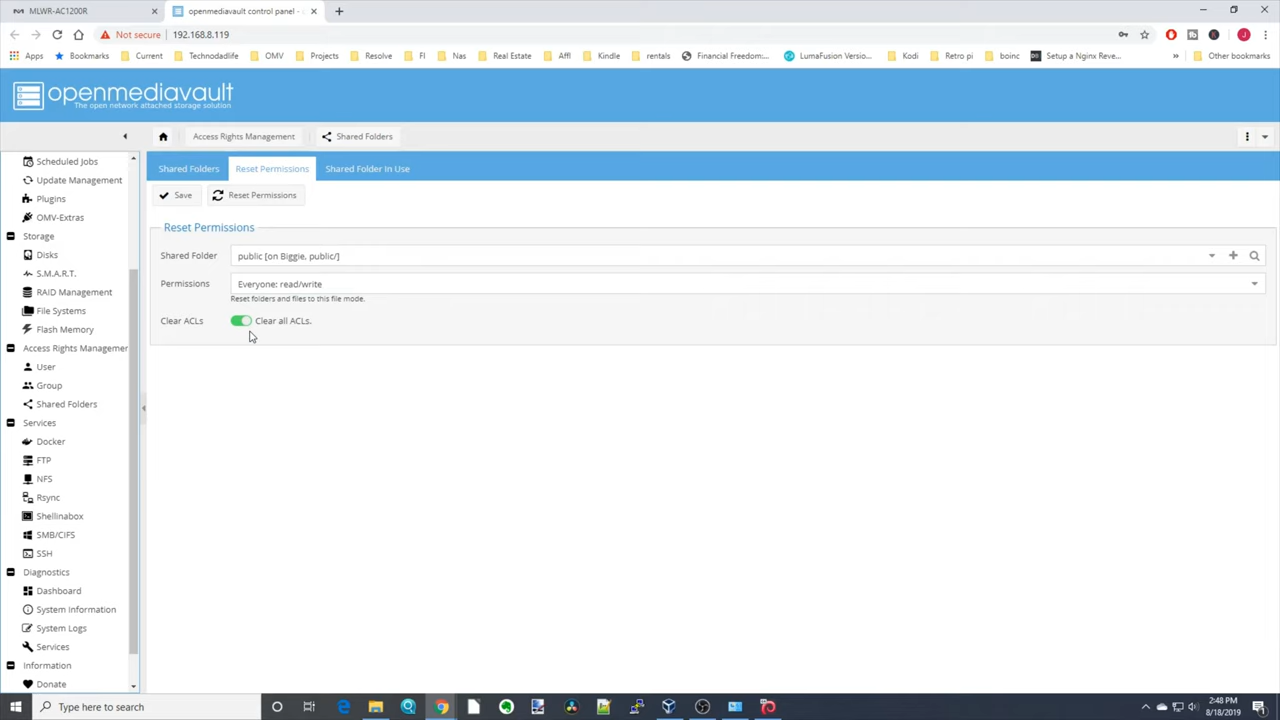 MLWR-AC1200R
openmediavault control panel -
Not secure
192.168.8.119
Apps
Bookmarks
Current
Technodadlife
OMV
Projects
Resolve
FI
Nas
Real Estate
Affl
Kindle
rentals
Financial Freedom:...
LumaFusion Versio...
Kodi
Retro pi
boinc
Setup a Nginx Reve...
»
Other bookmarks
openmediavault
The open network attached storage solution
Access Rights Management
Shared Folders
Scheduled Jobs
Update Management
Plugins
OMV-Extras
Storage
Disks
S.M.A.R.T.
RAID Management
File Systems
Flash Memory
Access Rights Managemer
User
Group
Shared Folders
Services
Docker
FTP
NFS
Rsync
Shellinabox
SMB/CIFS
SSH
Diagnostics
Dashboard
System Information
System Logs
Services
Information
Donate
Shared Folders
Reset Permissions
Shared Folder In Use
Save
Reset Permissions
Reset Permissions
Shared Folder
public [on Biggie, public/]
Permissions
Everyone: read/write
Reset folders and files to this file mode.
Clear ACLs
Clear all ACLs.
Type here to search
2:48 PM
8/18/2019